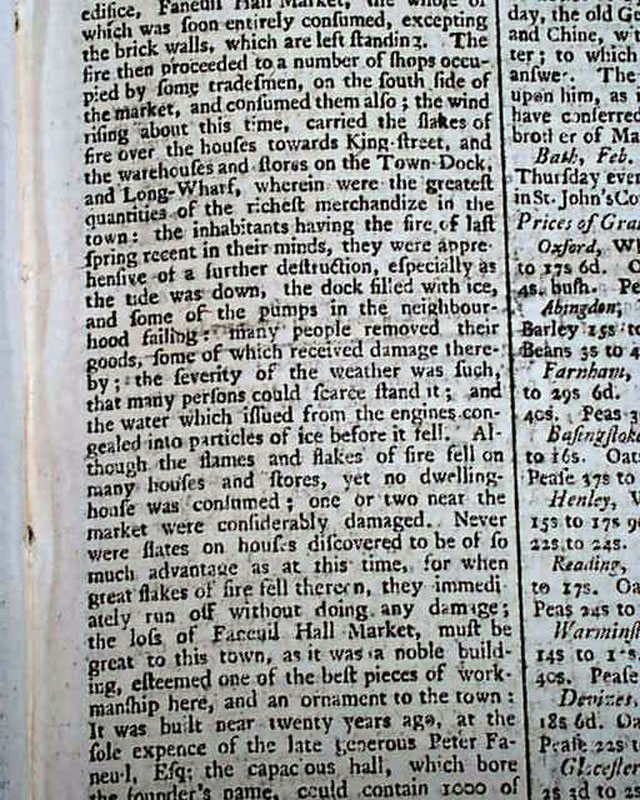 edifice, Faneuil Hall Market, the whole of
which was ſoon entirely conſumed, excepting
the brick walls, which are left ſtanding. The
fire then proceeded to a number of ſhops occu-
pied by ſome tradeſmen, on the ſouth ſide of
the market, and conſumed them alſo; the wind
riſing about this time, carried the flakes of
fire over the houſes towards King-ſtreet, and
the warehouſes and ſtores on the Town-Dock,
and Long-Wharf, wherein were the greateſt
quantities of the richeſt merchandize in the
town: the inhabitants having the fire of laſt
ſpring recent in their minds, they were appre-
henſive of a further deſtruction, eſpecially as
the tide was down, the dock filled with ice,
and ſome of the pumps in the neighbour-
hood failing: many people removed their
goods, ſome of which received damage there-
by; the ſeverity of the weather was ſuch,
that many perſons could ſcarce ſtand it; and
the water which iſſued from the engines con-
gealed into particles of ice before it fell. Al-
though the flames and flakes of fire fell on
many houſes and ſtores, yet no dwelling-
houſe was conſumed; one or two near the
market were conſiderably damaged. Never
were ſlates on houſes diſcovered to be of ſo
much advantage as at this time, for when
great flakes of fire fell thereon, they immedi-
ately run off without doing any damage;
the loſs of Faneuil Hall Market, muſt be
great to this town, as it was a noble build-
ing, eſteemed one of the beſt pieces of work-
manſhip here, and an ornament to the town:
It was built near twenty years ago, at the
ſole expence of the late generous Peter Fa-
neuil, Eſq; the capacious hall, which bore
the founder's name, could contain 1000 of
day, the old
and Chine,
ter; to which
anſwer. The
upon him, as
have conferred
brother of
Bath, Feb.
Thurſday
in St. John's
Prices of
Oxford,
to 17s 6d.
4s. buſh.
Abingdon,
Barley 15s to
Beans 3s to
Farnham,
to 29s 6d.
40s. Peas
Baſingſtoke
to 16s.
Peaſe 27s to
Henley,
15s to 17s
22s to 24s.
Reading,
to 17s.
Peas 24s to
14s to
40s. Peaſe
Devizes,
18s 6d.
Peaſe 22s
2s 3d to